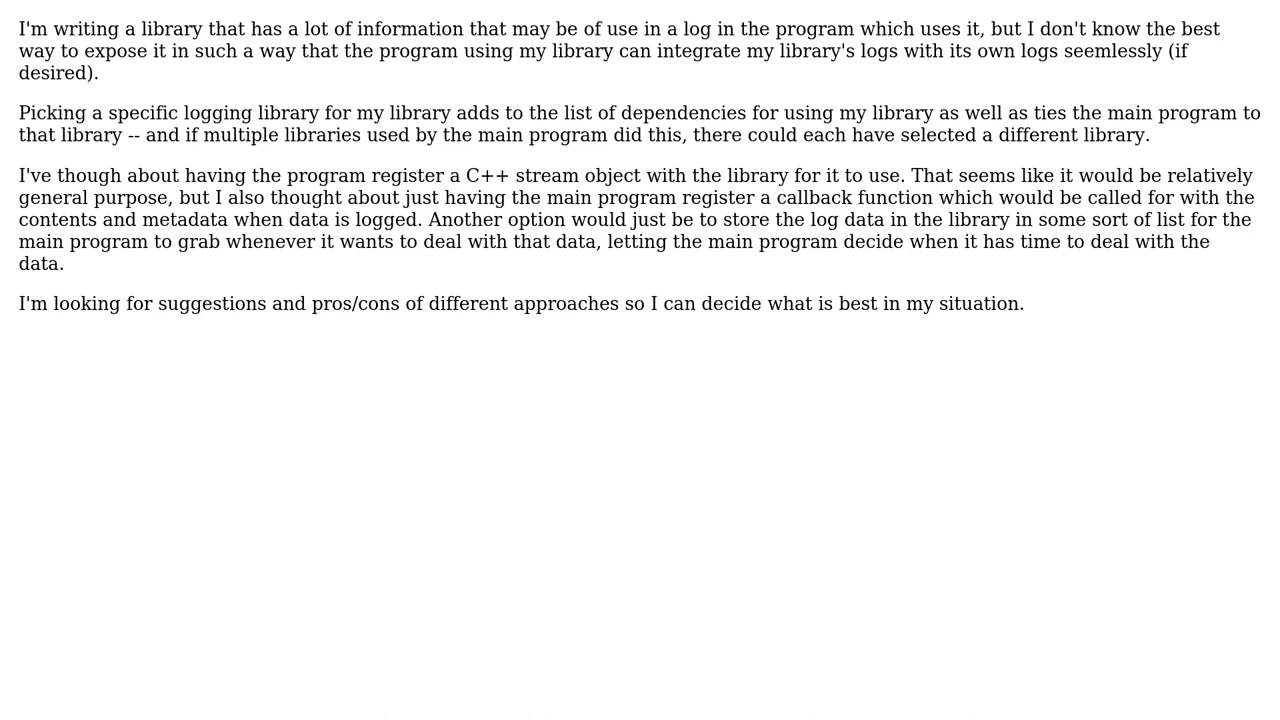 I'm writing a library that has a lot of information that may be of use in a log in the program which uses it, but I don't know the best
way to expose it in such a way that the program using my library can integrate my library's logs with its own logs seemlessly (if
desired).
Picking a specific logging library for my library adds to the list of dependencies for using my library as well as ties the main program to
that library -- and if multiple libraries used by the main program did this, there could each have selected a different library.
I've though about having the program register a C++ stream object with the library for it to use. That seems like it would be relatively
general purpose, but I also thought about just having the main program register a callback function which would be called for with the
contents and metadata when data is logged. Another option would just be to store the log data in the library in some sort of list for the
main program to grab whenever it wants to deal with that data, letting the main program decide when it has time to deal with the
data.
I'm looking for suggestions and pros/cons of different approaches so I can decide what is best in my situation.